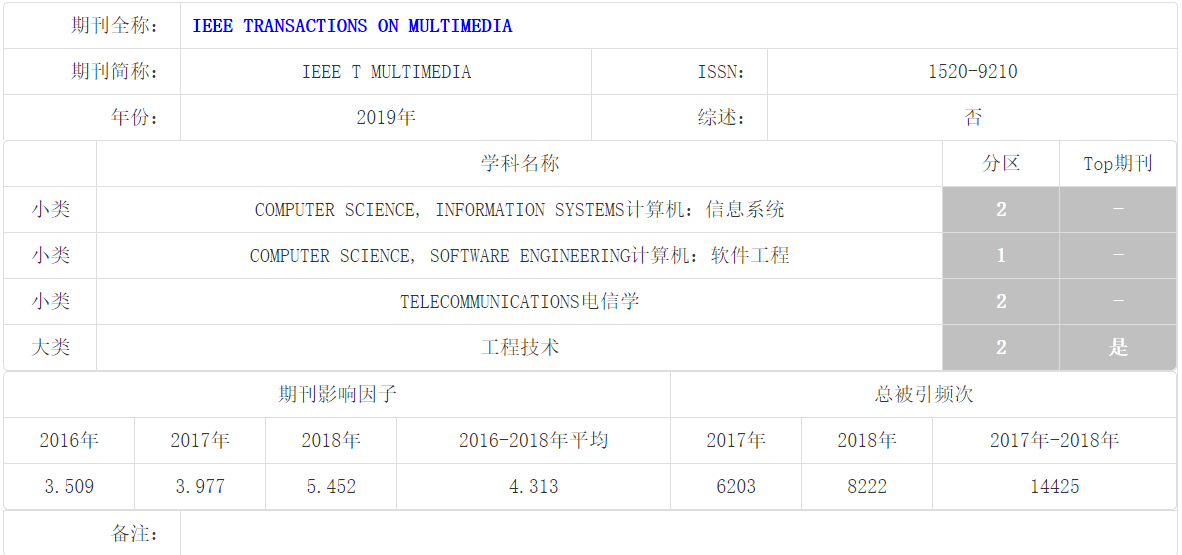 期刊全称: IEEE TRANSACTIONS ON MULTIMEDIA
期刊简称: IEEE T MULTIMEDIA ISSN: 1520-9210
年份: 2019年 综述: 否
学科名称 分区 Top期刊
小类 COMPUTER SCIENCE, INFORMATION SYSTEMS计算机：信息系统 2 -
小类 COMPUTER SCIENCE, SOFTWARE ENGINEERING计算机：软件工程 1 -
小类 TELECOMMUNICATIONS电信学 2 -
大类 工程技术 2 是
期刊影响因子 总被引频次
2016年 2017年 2018年 2016-2018年平均 2017年 2018年 2017年-2018年
3.509 3.977 5.452 4.313 6203 8222 14425
备注: